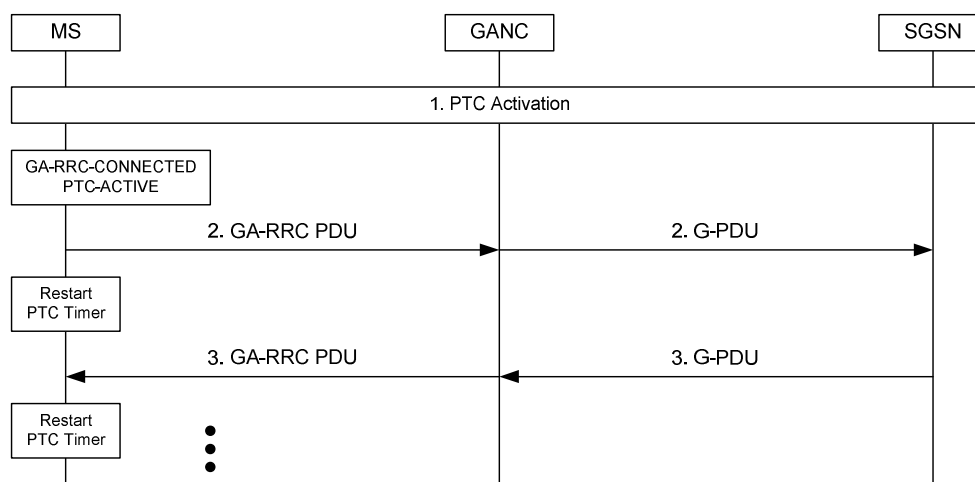 MS
GANC
SGSN
1. PTC Activation
GA-RRC-CONNECTED
PTC-ACTIVE
2. GA-RRC PDU
2. G-PDU
Restart
PTC Timer
3. GA-RRC PDU
3. G-PDU
Restart
PTC Timer